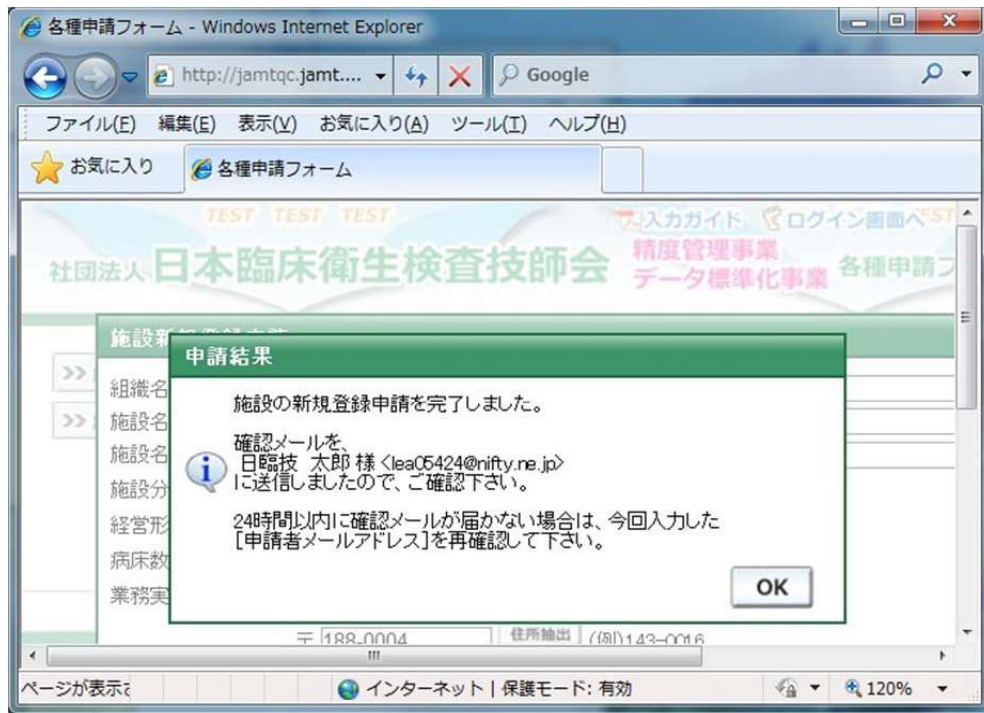 各種申請フォーム - Windows Internet Explorer
http://jamtqc.jamt.... Google
ファイル(F) 編集(E) 表示(V) お気に入り(A) ツール(T) ヘルプ(H)
お気に入り 各種申請フォーム
TEST TEST TEST 入力ガイド ログイン画面へ
社団法人 日本臨床衛生検査技師会 精度管理事業 各種申請フ
データ標準化事業
施設新
申請結果
>> 組織名
施設の新規登録申請を完了しました。
>> 施設名
確認メールを、
施設名 日臨技 太郎 様 <lea05424@nifty.ne.jp>
に送信しましたので、ご確認下さい。
施設分
経営形 24時間以内に確認メールが届かない場合は、今回入力した
[申請者メールアドレス]を再確認して下さい。
病床数
OK
業務実
〒 188-0004 住所抽出 (例)143-0016
ページが表示さ インターネット | 保護モード: 有効 120%